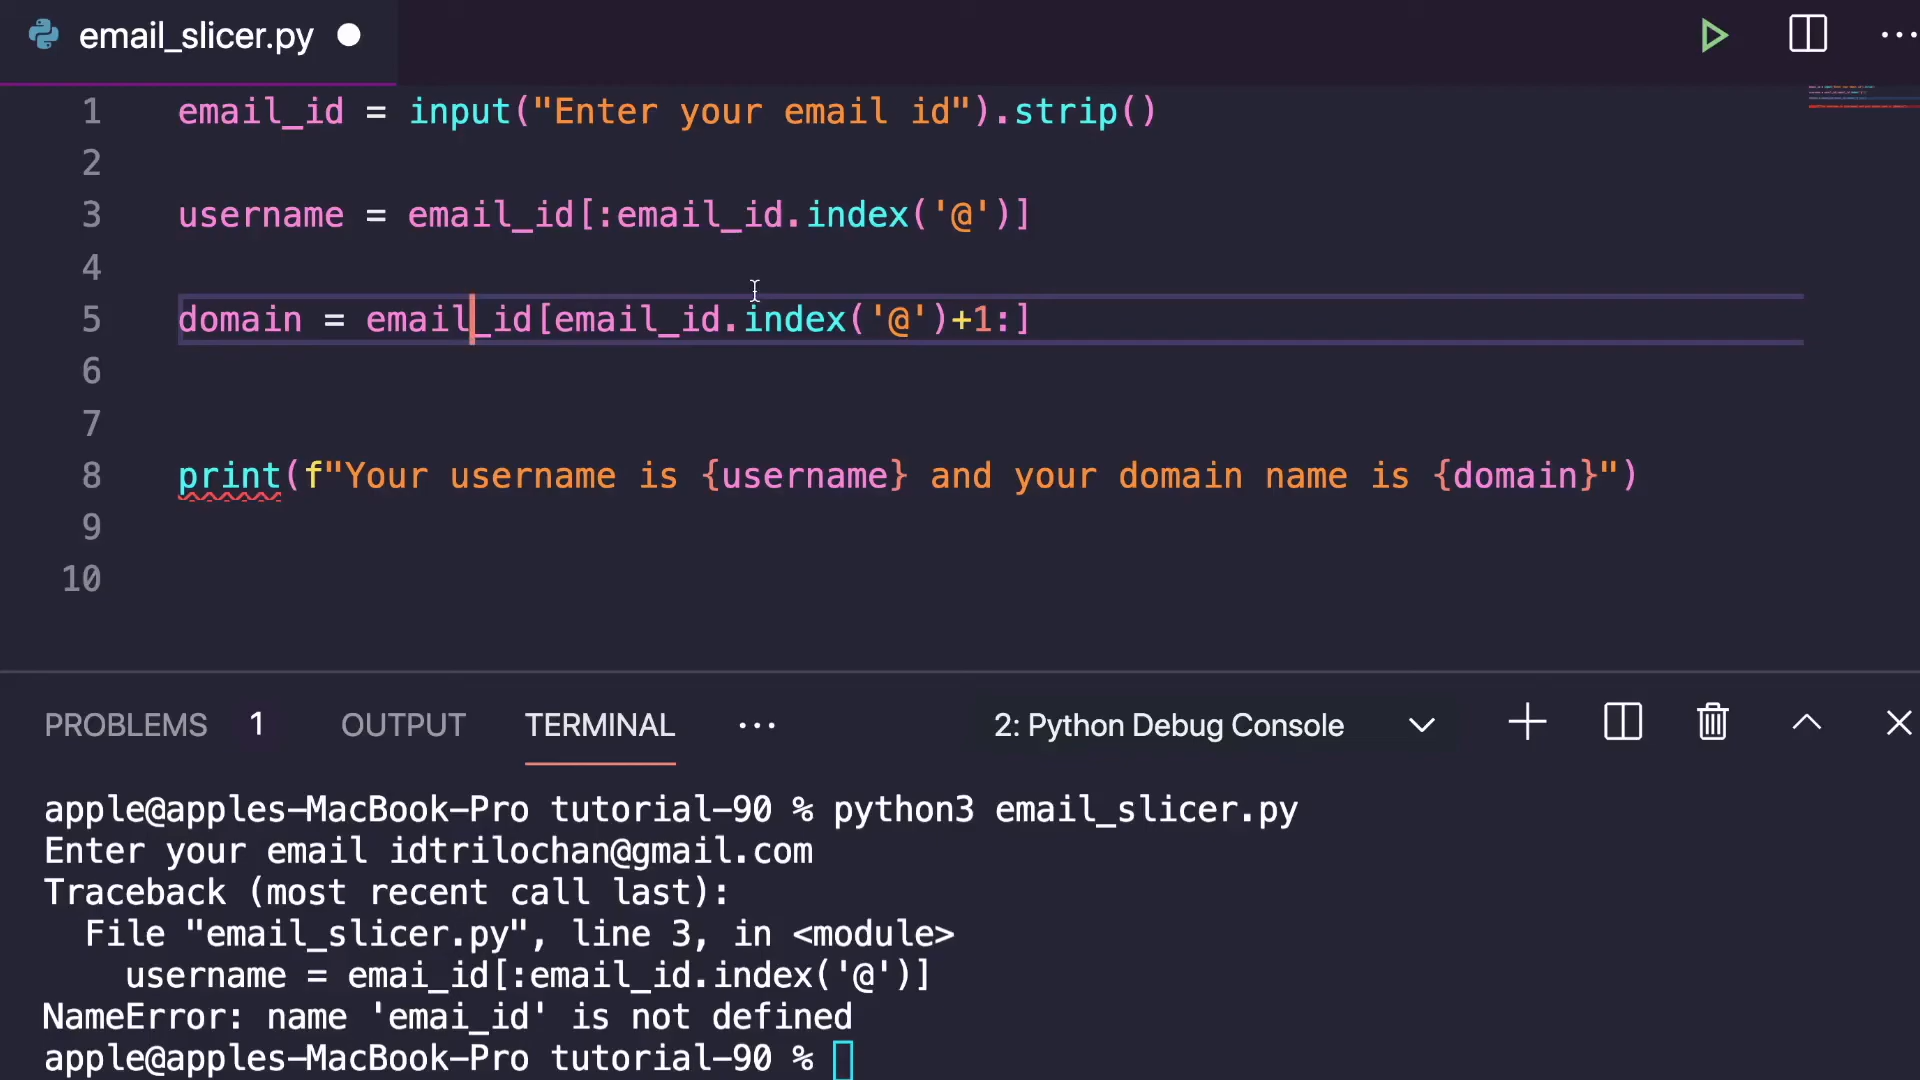 email_slicer.py
1 email_id = input("Enter your email id").strip()
2
3 username = email_id[:email_id.index('@')]
4
5 domain = email_id[email_id.index('@')+1:]
6
7
8 print(f"Your username is {username} and your domain name is {domain}")
9
10
PROBLEMS 1 OUTPUT TERMINAL ··· 2: Python Debug Console
apple@apples-MacBook-Pro tutorial-90 % python3 email_slicer.py
Enter your email idtrilochan@gmail.com
Traceback (most recent call last):
  File "email_slicer.py", line 3, in <module>
    username = emai_id[:email_id.index('@')]
NameError: name 'emai_id' is not defined
apple@apples-MacBook-Pro tutorial-90 %